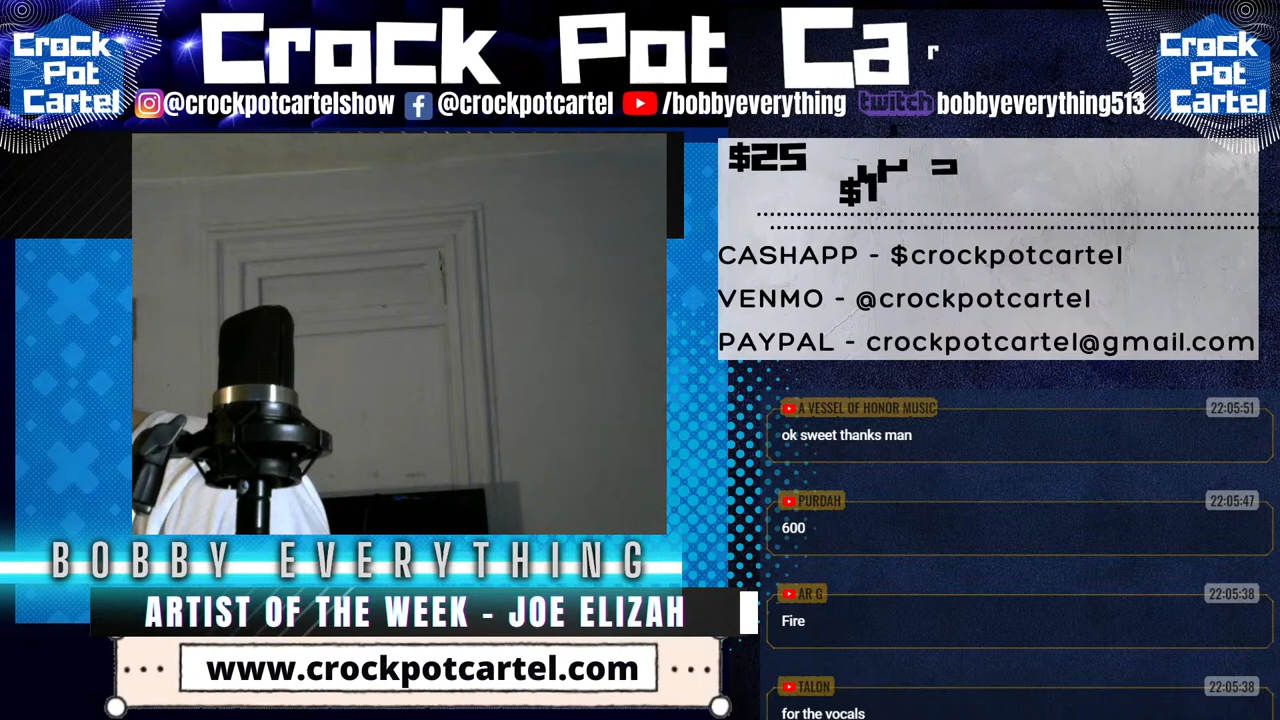 Crock Pot Ca r
Crock
Pot
Cartel
@crockpotcartelshow @crockpotcartel /bobbyeverything twitch bobbyeverything513
Crock
Pot
Cartel
$25
CASHAPP - $crockpotcartel
VENMO - @crockpotcartel
PAYPAL - crockpotcartel@gmail.com
A VESSEL OF HONOR MUSIC 22:05:51
ok sweet thanks man
PURDAH 22:05:47
600
AR G 22:05:38
Fire
TALON 22:05:38
for the vocals
BOBBY EVERYTHING
ARTIST OF THE WEEK - JOE ELIZAH
www.crockpotcartel.com